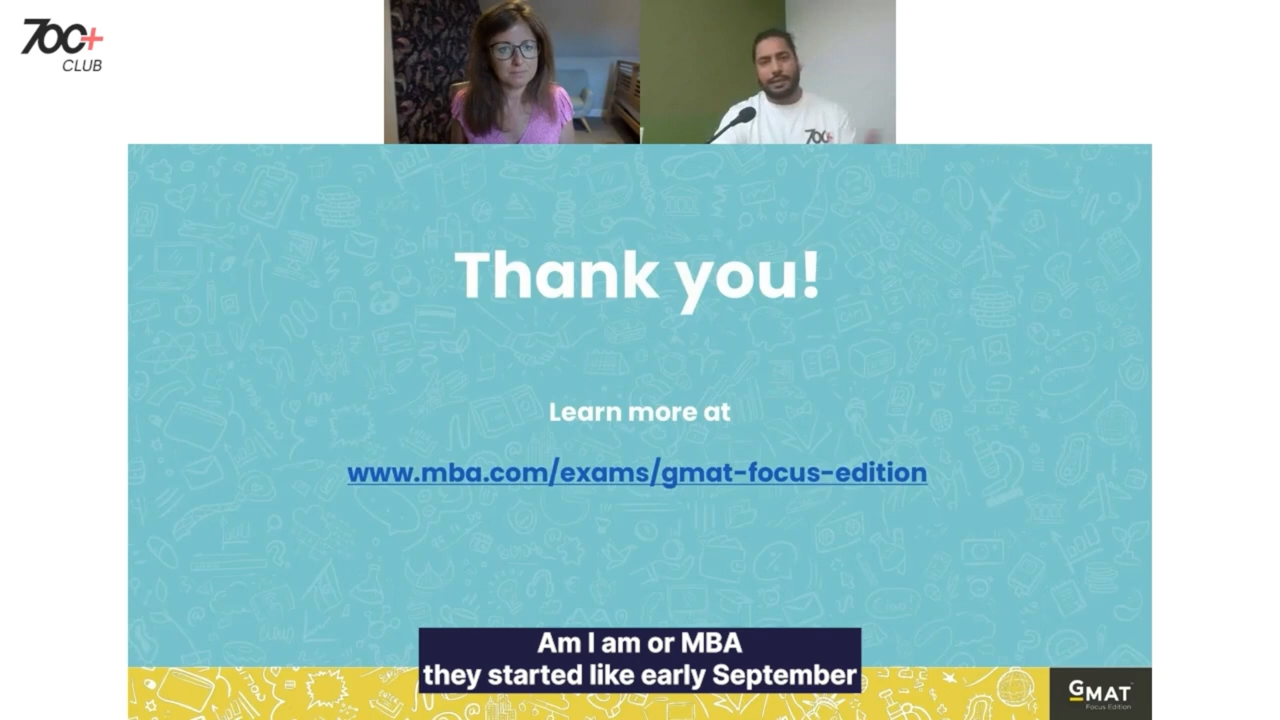 700+
CLUB
700+
Thank you!
Learn more at
www.mba.com/exams/gmat-focus-edition
Am I am or MBA
they started like early September
GMAT™
Focus Edition